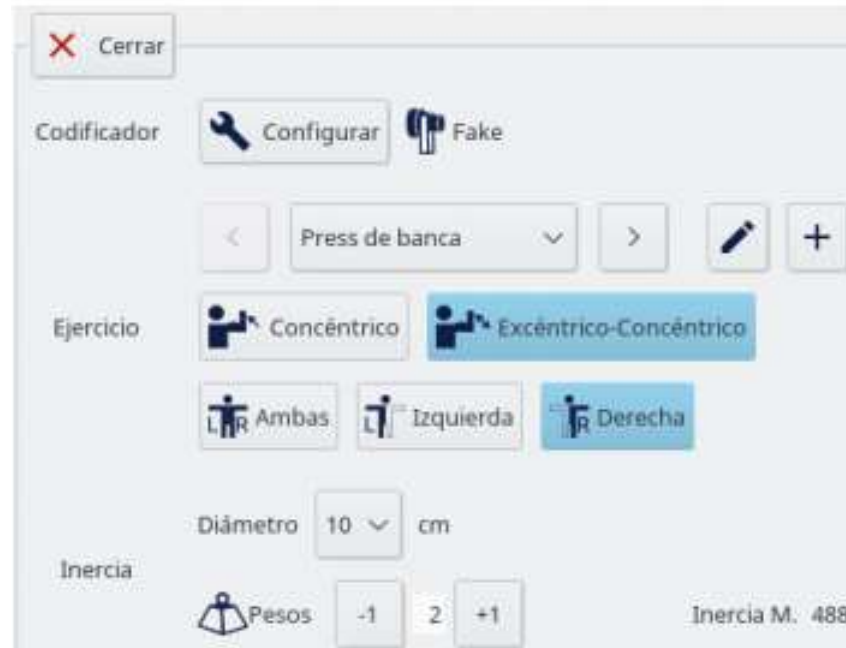 Cerrar
Codificador Configurar Fake
< Press de banca >
Ejercicio Concéntrico Excéntrico-Concéntrico
L R Ambas L Izquierda R Derecha
Diámetro 10 cm
Inercia
Pesos -1 2 +1 Inercia M. 488